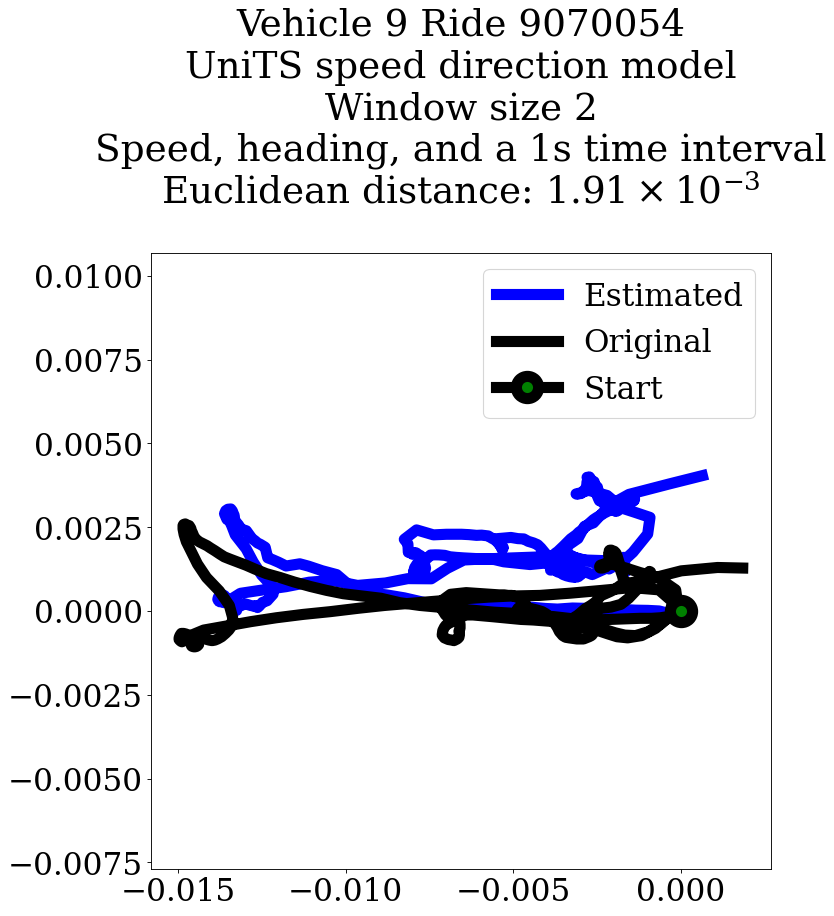 Vehicle 9 Ride 9070054
UniTS speed direction model
Window size 2
Speed, heading, and a 1s time interval
Euclidean distance: 1.91 × 10⁻³
Estimated
Original
Start
0.0100
0.0075
0.0050
0.0025
0.0000
−0.0025
−0.0050
−0.0075
−0.015
−0.010
−0.005
0.000